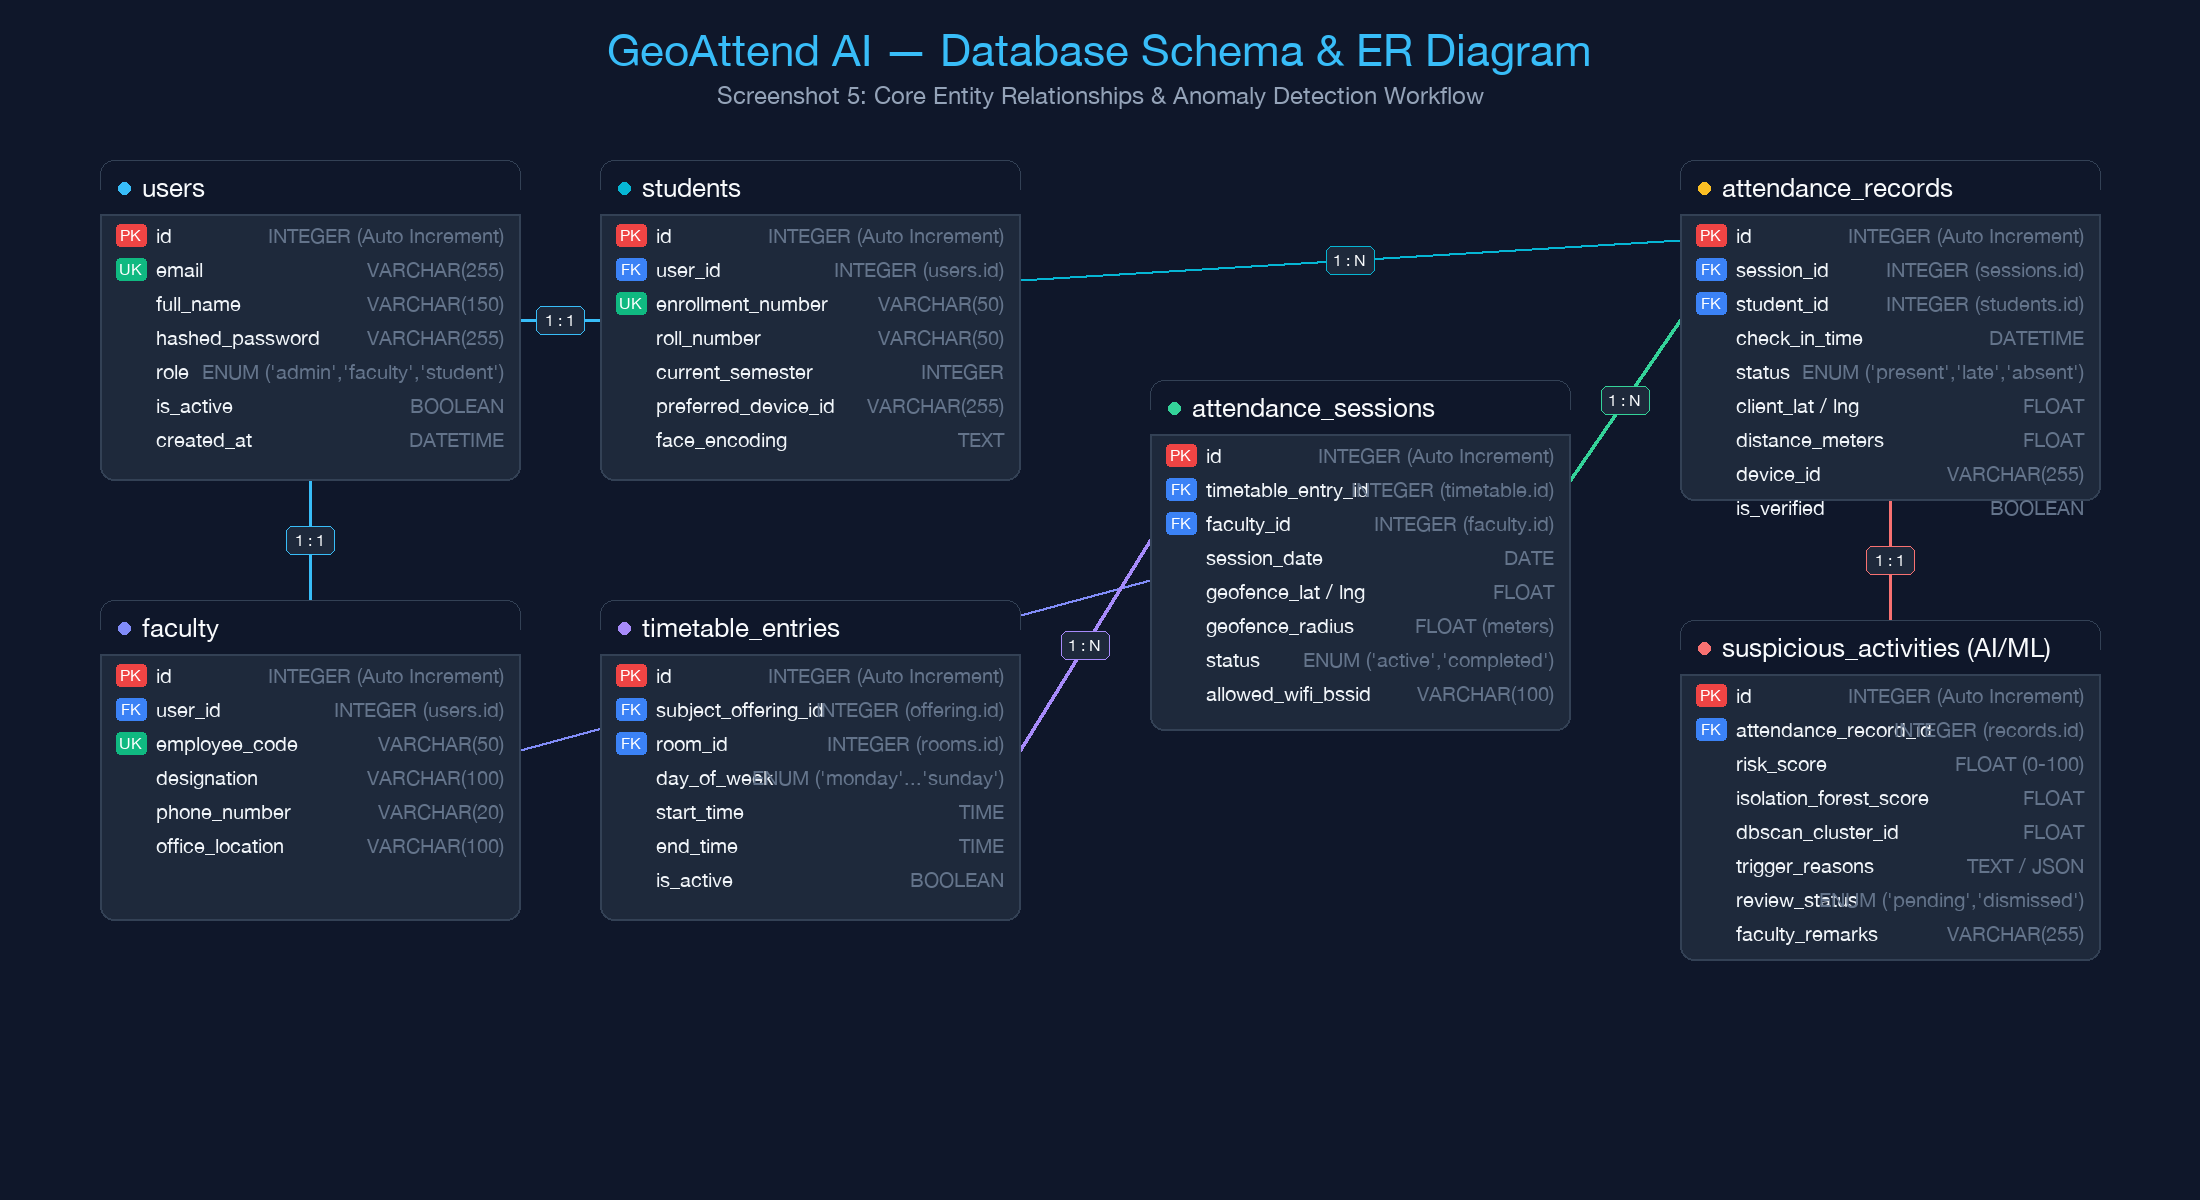 GeoAttend AI — Database Schema & ER Diagram
Screenshot 5: Core Entity Relationships & Anomaly Detection Workflow
users
PK id INTEGER (Auto Increment)
UK email VARCHAR(255)
full_name VARCHAR(150)
hashed_password VARCHAR(255)
role ENUM ('admin','faculty','student')
is_active BOOLEAN
created_at DATETIME
1 : 1
students
PK id INTEGER (Auto Increment)
FK user_id INTEGER (users.id)
UK enrollment_number VARCHAR(50)
roll_number VARCHAR(50)
current_semester INTEGER
preferred_device_id VARCHAR(255)
face_encoding TEXT
1 : N
attendance_records
PK id INTEGER (Auto Increment)
FK session_id INTEGER (sessions.id)
FK student_id INTEGER (students.id)
check_in_time DATETIME
status ENUM ('present','late','absent')
client_lat / lng FLOAT
distance_meters FLOAT
device_id VARCHAR(255)
is_verified BOOLEAN
1 : N
attendance_sessions
PK id INTEGER (Auto Increment)
FK timetable_entry_id INTEGER (timetable.id)
FK faculty_id INTEGER (faculty.id)
session_date DATE
geofence_lat / lng FLOAT
geofence_radius FLOAT (meters)
status ENUM ('active','completed')
allowed_wifi_bssid VARCHAR(100)
1 : 1
1 : 1
faculty
PK id INTEGER (Auto Increment)
FK user_id INTEGER (users.id)
UK employee_code VARCHAR(50)
designation VARCHAR(100)
phone_number VARCHAR(20)
office_location VARCHAR(100)
timetable_entries
PK id INTEGER (Auto Increment)
FK subject_offering_id INTEGER (offering.id)
FK room_id INTEGER (rooms.id)
day_of_week ENUM ('monday'...'sunday')
start_time TIME
end_time TIME
is_active BOOLEAN
1 : N
suspicious_activities (AI/ML)
PK id INTEGER (Auto Increment)
FK attendance_record_id INTEGER (records.id)
risk_score FLOAT (0-100)
isolation_forest_score FLOAT
dbscan_cluster_id FLOAT
trigger_reasons TEXT / JSON
review_status ENUM ('pending','dismissed')
faculty_remarks VARCHAR(255)